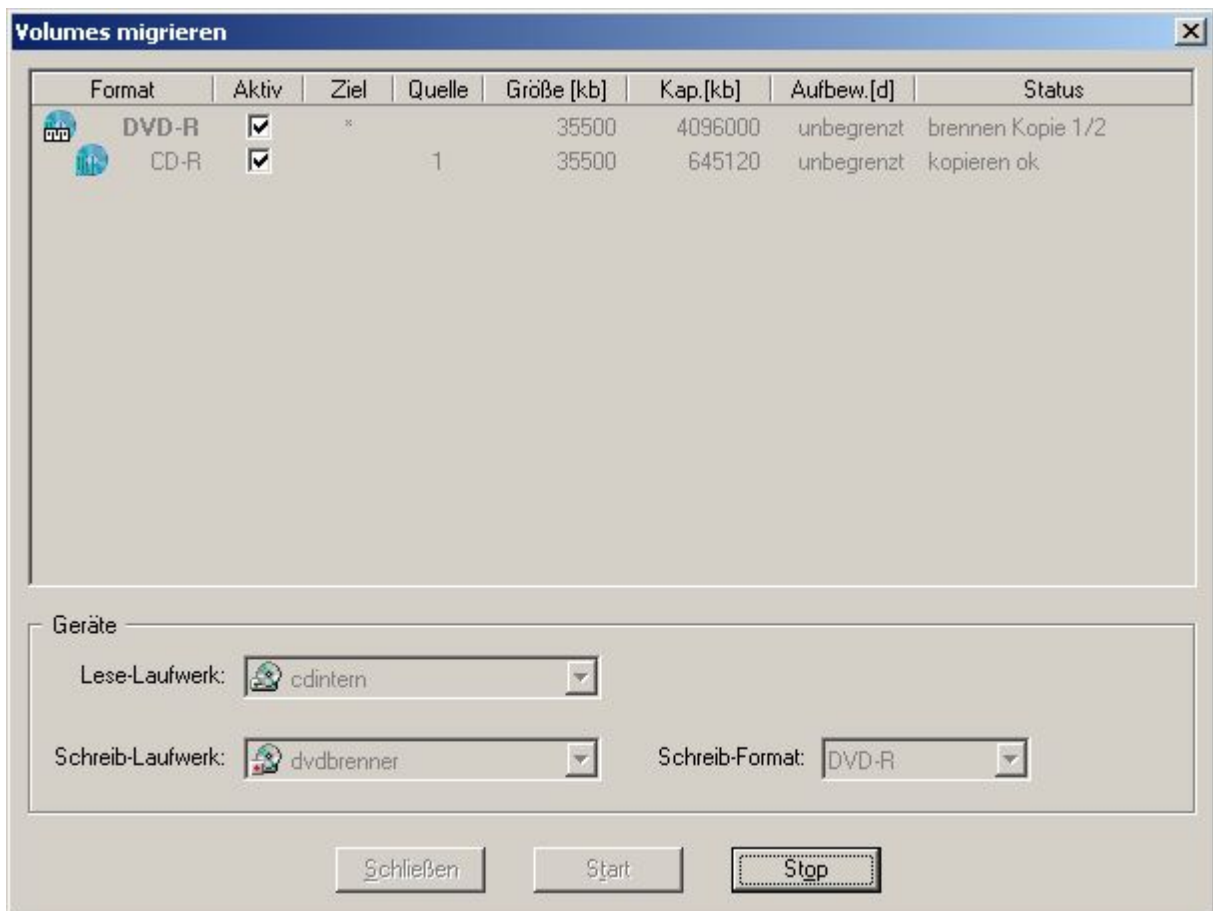 Volumes migrieren
Format Aktiv Ziel Quelle Größe [kb] Kap.[kb] Aufbew.[d] Status
DVD-R * 35500 4096000 unbegrenzt brennen Kopie 1/2
CD-R 1 35500 645120 unbegrenzt kopieren ok
Geräte
Lese-Laufwerk: cdintern
Schreib-Laufwerk: dvdbrenner Schreib-Format: DVD-R
Schließen Start Stop